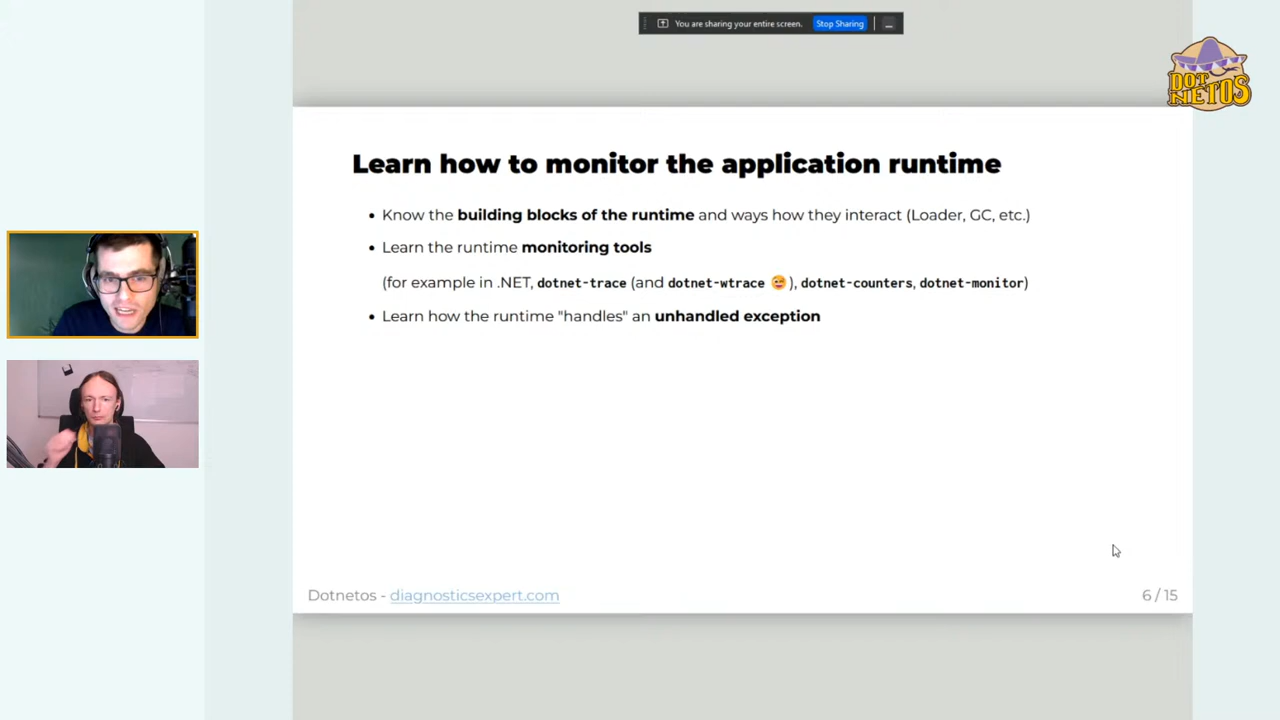 You are sharing your entire screen. Stop Sharing
DOT
NETOS
Learn how to monitor the application runtime
• Know the building blocks of the runtime and ways how they interact (Loader, GC, etc.)
• Learn the runtime monitoring tools
(for example in .NET, dotnet-trace (and dotnet-wtrace 😅), dotnet-counters, dotnet-monitor)
• Learn how the runtime "handles" an unhandled exception
Dotnetos - diagnosticsexpert.com
6 / 15